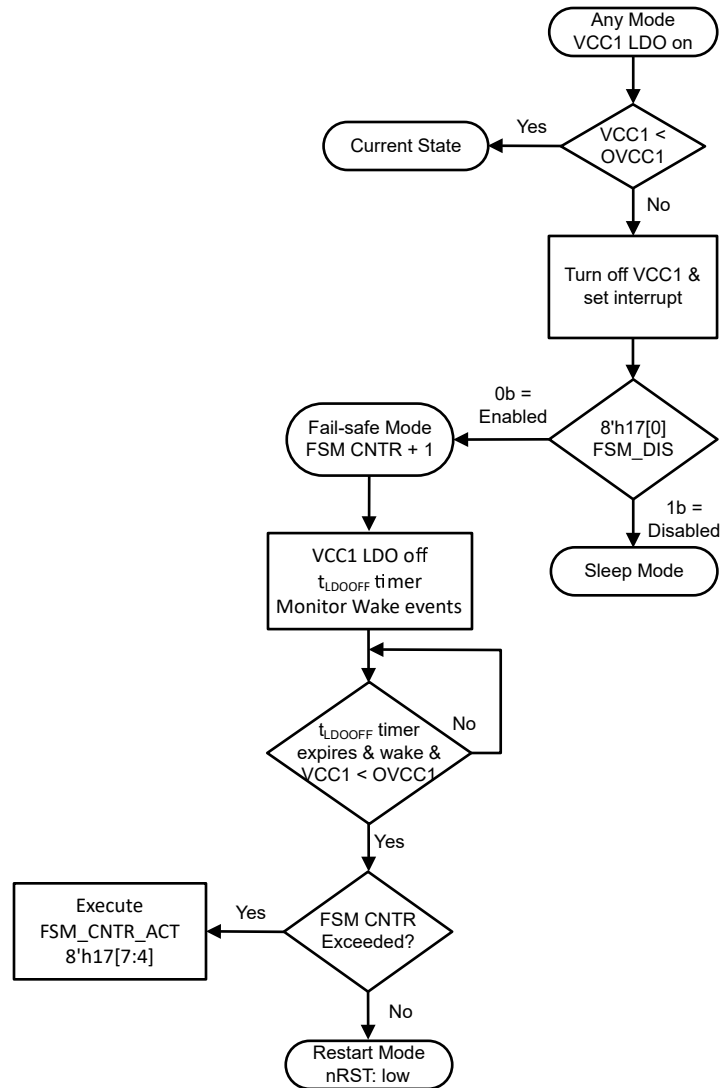 Any Mode
VCC1 LDO on
Yes
VCC1 <
OVCC1
Current State
No
Turn off VCC1 &
set interrupt
0b =
Enabled
8'h17[0]
FSM_DIS
Fail-safe Mode
FSM CNTR + 1
1b =
Disabled
Sleep Mode
VCC1 LDO off
tLDOOFF timer
Monitor Wake events
tLDOOFF timer
expires & wake &
VCC1 < OVCC1
No
Yes
FSM CNTR
Exceeded?
Yes
Execute
FSM_CNTR_ACT
8'h17[7:4]
No
Restart Mode
nRST: low